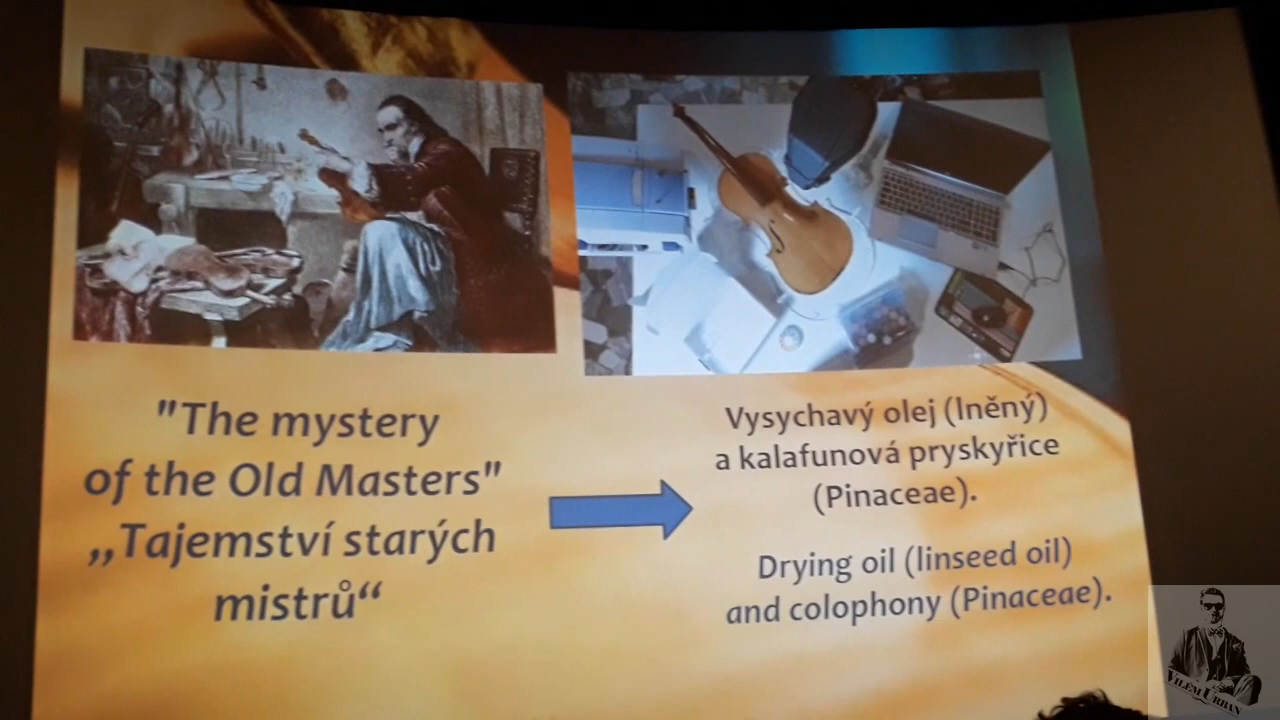 "The mystery
of the Old Masters"
„Tajemství starých
mistrů“
Vysychavý olej (lněný)
a kalafunová pryskyřice
(Pinaceae).
Drying oil (linseed oil)
and colophony (Pinaceae).
VILÉM URBAN